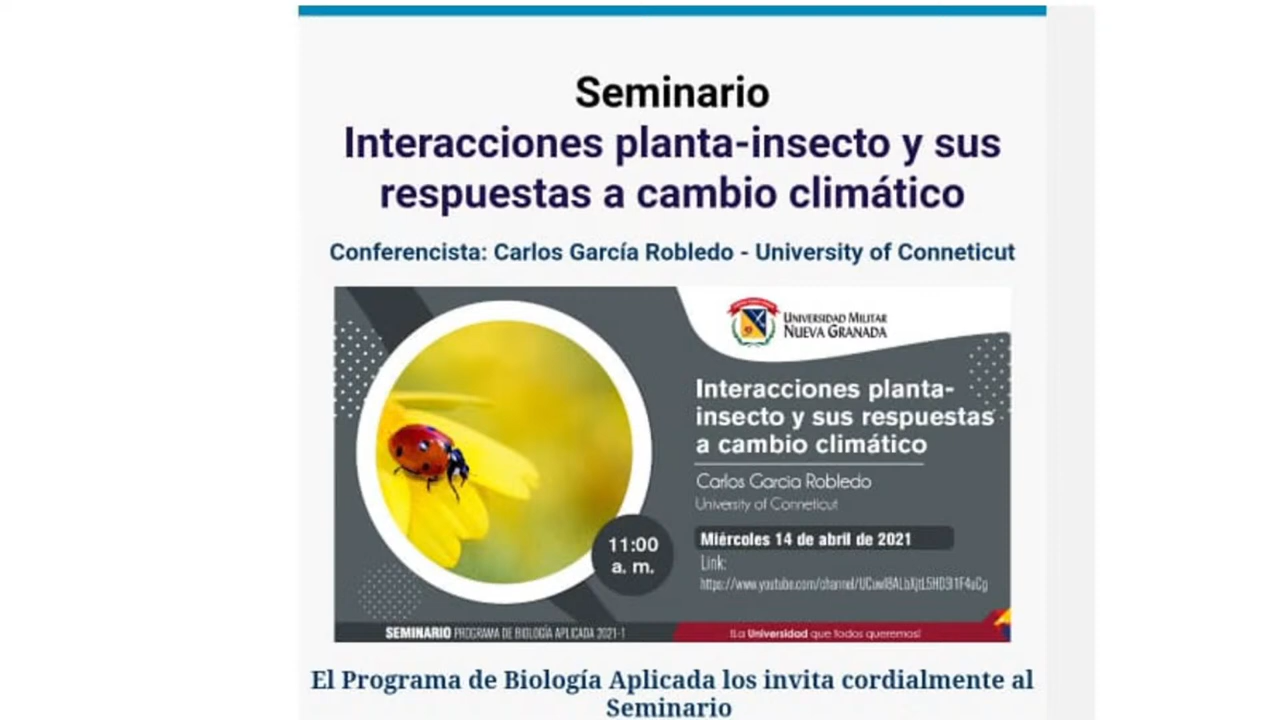 Seminario
Interacciones planta-insecto y sus
respuestas a cambio climático
Conferencista: Carlos García Robledo - University of Conneticut
UNIVERSIDAD MILITAR
NUEVA GRANADA
Interacciones planta-
insecto y sus respuestas
a cambio climático
Carlos Garcia Robledo
University of Conneticut
11:00
a. m.
Miércoles 14 de abril de 2021
Link:
SEMINARIO PROGRAMA DE BIOLOGÍA APLICADA 2021-1
¡La Universidad que todos queremos!
El Programa de Biología Aplicada los invita cordialmente al
Seminario